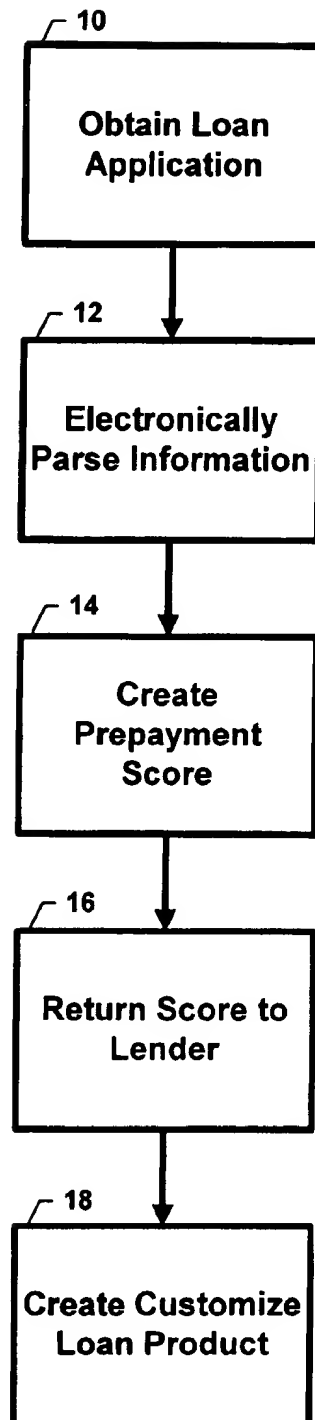 10
Obtain Loan
Application
12
Electronically
Parse Information
14
Create
Prepayment
Score
16
Return Score to
Lender
18
Create Customize
Loan Product